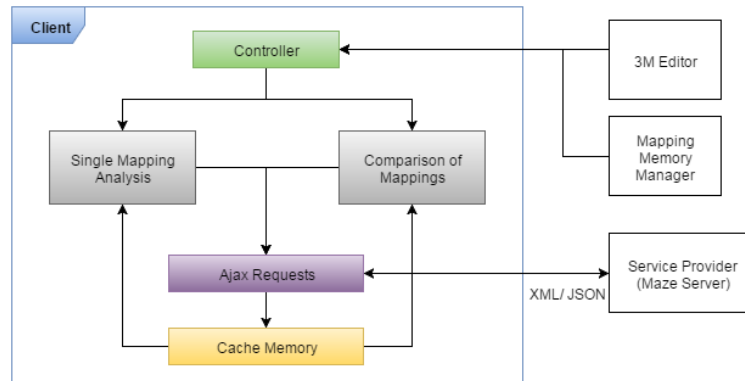 Client
Controller
3M Editor
Single Mapping
Analysis
Comparison of
Mappings
Mapping
Memory
Manager
Ajax Requests
XML/ JSON
Service Provider
(Maze Server)
Cache Memory